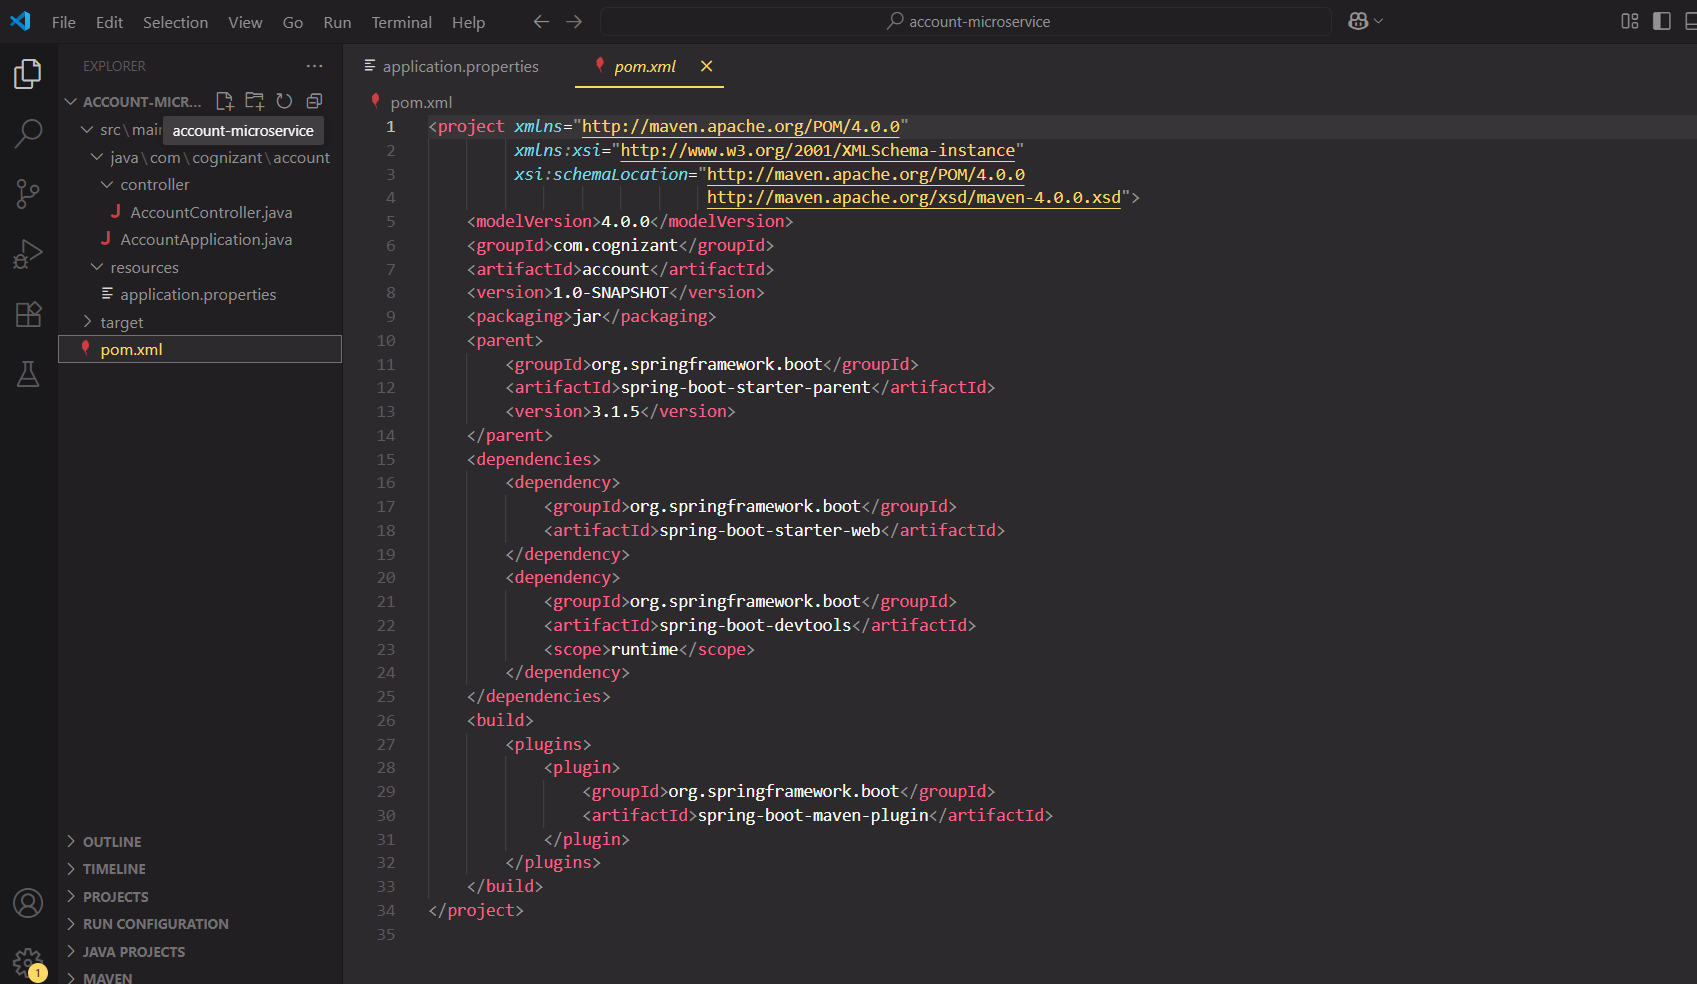 File Edit Selection View Go Run Terminal Help
account-microservice
EXPLORER
ACCOUNT-MICR...
src\mai
account-microservice
java\com\cognizant\account
controller
AccountController.java
AccountApplication.java
resources
application.properties
target
pom.xml
OUTLINE
TIMELINE
PROJECTS
RUN CONFIGURATION
JAVA PROJECTS
MAVEN
1
application.properties
pom.xml
pom.xml
1 <project xmlns="http://maven.apache.org/POM/4.0.0"
2 xmlns:xsi="http://www.w3.org/2001/XMLSchema-instance"
3 xsi:schemaLocation="http://maven.apache.org/POM/4.0.0
4 http://maven.apache.org/xsd/maven-4.0.0.xsd">
5 <modelVersion>4.0.0</modelVersion>
6 <groupId>com.cognizant</groupId>
7 <artifactId>account</artifactId>
8 <version>1.0-SNAPSHOT</version>
9 <packaging>jar</packaging>
10 <parent>
11 <groupId>org.springframework.boot</groupId>
12 <artifactId>spring-boot-starter-parent</artifactId>
13 <version>3.1.5</version>
14 </parent>
15 <dependencies>
16 <dependency>
17 <groupId>org.springframework.boot</groupId>
18 <artifactId>spring-boot-starter-web</artifactId>
19 </dependency>
20 <dependency>
21 <groupId>org.springframework.boot</groupId>
22 <artifactId>spring-boot-devtools</artifactId>
23 <scope>runtime</scope>
24 </dependency>
25 </dependencies>
26 <build>
27 <plugins>
28 <plugin>
29 <groupId>org.springframework.boot</groupId>
30 <artifactId>spring-boot-maven-plugin</artifactId>
31 </plugin>
32 </plugins>
33 </build>
34 </project>
35